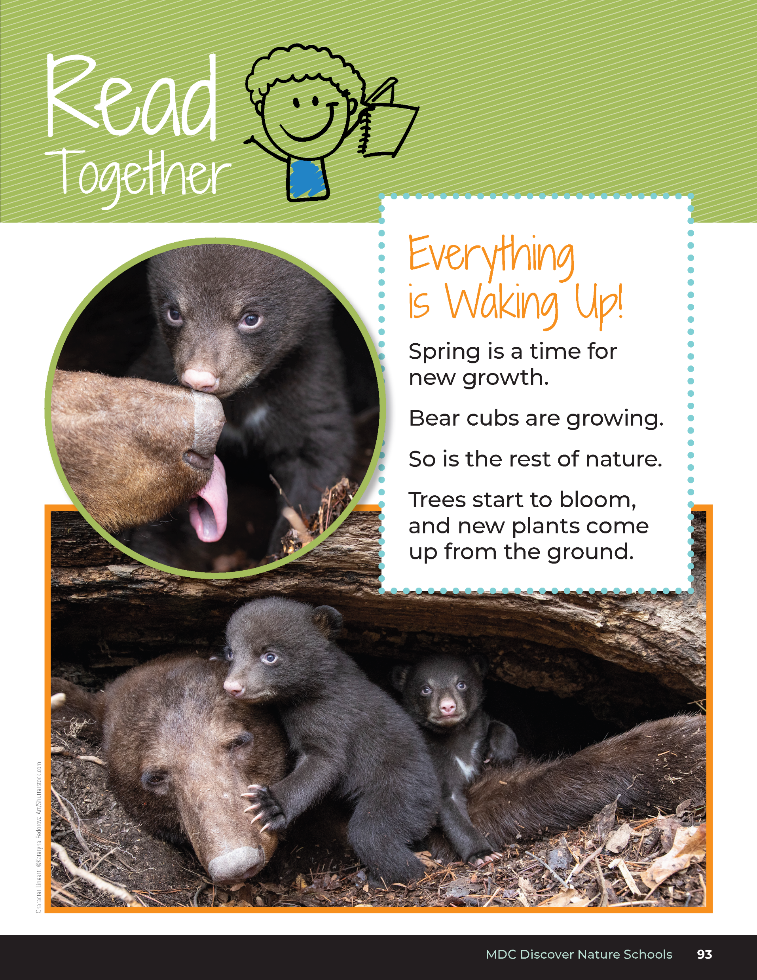 Read
Together
Everything
is Waking Up!
Spring is a time for
new growth.
Bear cubs are growing.
So is the rest of nature.
Trees start to bloom,
and new plants come
up from the ground.
MDC Discover Nature Schools 93